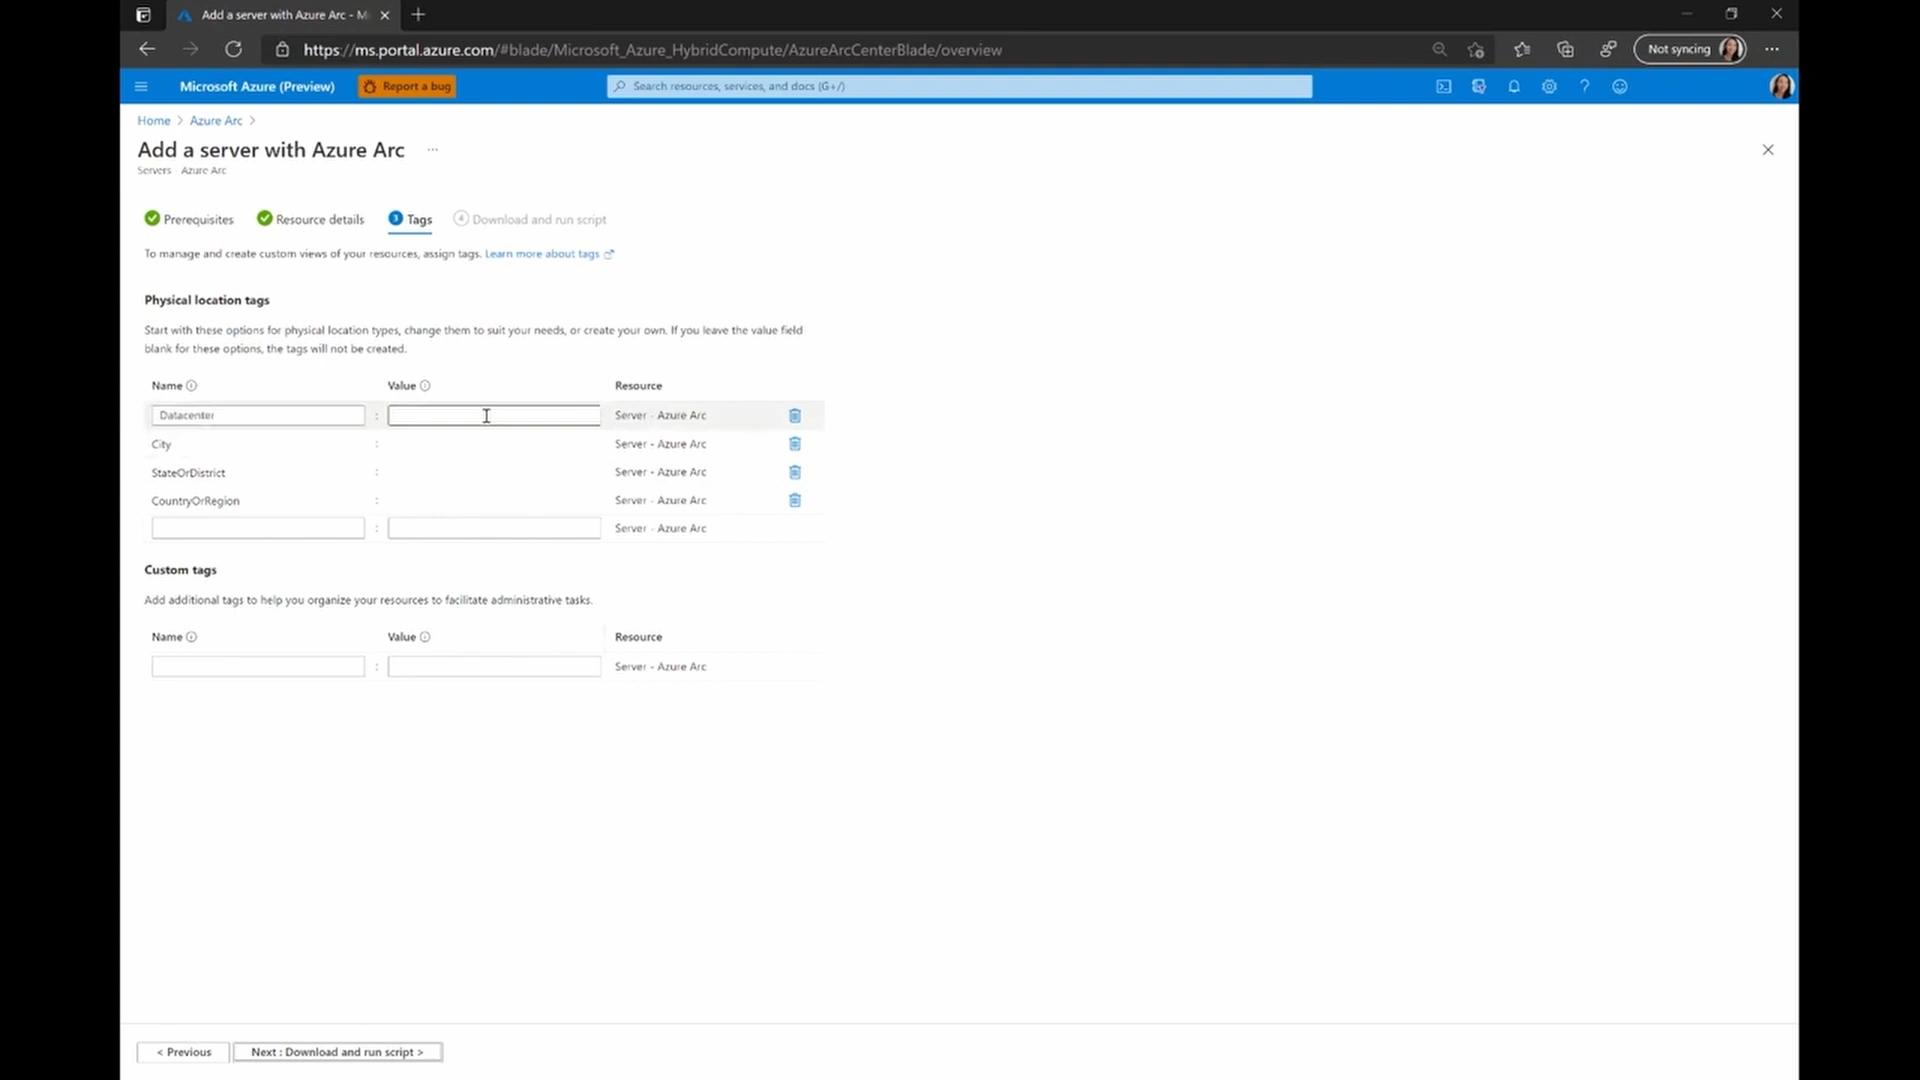 Add a server with Azure Arc - M
https://ms.portal.azure.com/#blade/Microsoft_Azure_HybridCompute/AzureArcCenterBlade/overview
Not syncing
Microsoft Azure (Preview)
Report a bug
Search resources, services, and docs (G+/)
Home > Azure Arc >
Add a server with Azure Arc ...
Servers - Azure Arc
Prerequisites
Resource details
3 Tags
4 Download and run script
To manage and create custom views of your resources, assign tags. Learn more about tags
Physical location tags
Start with these options for physical location types, change them to suit your needs, or create your own. If you leave the value field
blank for these options, the tags will not be created.
Name Value Resource
Datacenter : Server - Azure Arc
City : Server - Azure Arc
StateOrDistrict : Server - Azure Arc
CountryOrRegion : Server - Azure Arc
: Server - Azure Arc
Custom tags
Add additional tags to help you organize your resources to facilitate administrative tasks.
Name Value Resource
: Server - Azure Arc
< Previous
Next : Download and run script >